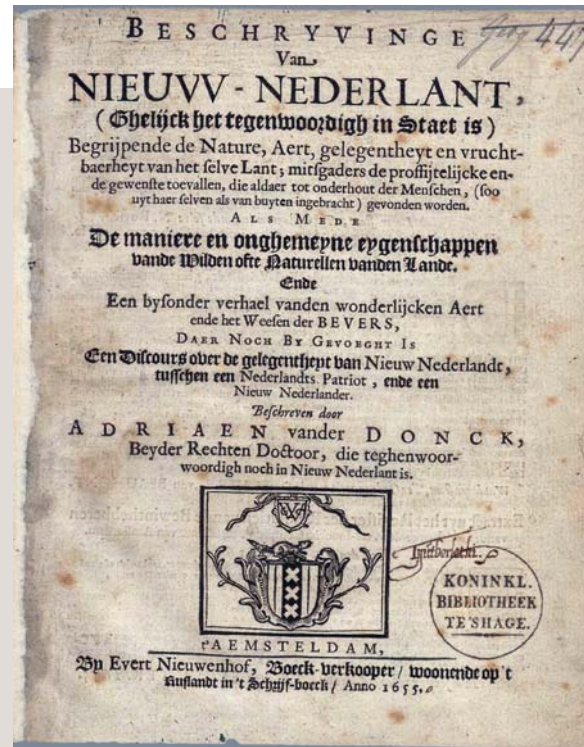 BESCHRYVINGE
Van
NIEUVV-NEDERLANT,
(Ghelijck het tegenwoordigh in Staet is)
Begrijpende de Nature, Aert, gelegentheyt en vrucht-
baerheyt van het selve Lant; mitsgaders de proffijtelijcke en-
de gewenste toevallen, die aldaer tot onderhout der Menschen, (soo
uyt haer selven als van buyten ingebracht) gevonden worden.
ALS MEDE
De maniere en onghemeyne eygenschappen
vande Wilden ofte Naturellen vanden Lande.
Ende
Een bysonder verhael vanden wonderlijcken Aert
ende het Weesen der BEVERS,
DAER NOCH BY GEVOEGHT IS
Een Discours over de gelegentheyt van Nieuw Nederlandt,
tusschen een Nederlandts Patriot, ende een
Nieuw Nederlander.
Beschreven door
ADRIAEN vander DONCK,
Beyder Rechten Doctoor, die teghenwoor-
woordigh noch in Nieuw Nederlant is.
KONINKL.
BIBLIOTHEEK
TE'SHAGE.
t'AEMSTELDAM,
By Evert Nieuwenhof, Boeck-verkooper/ woonende op 't
Ruslandt in 't Schrijf-boeck/ Anno 1655.